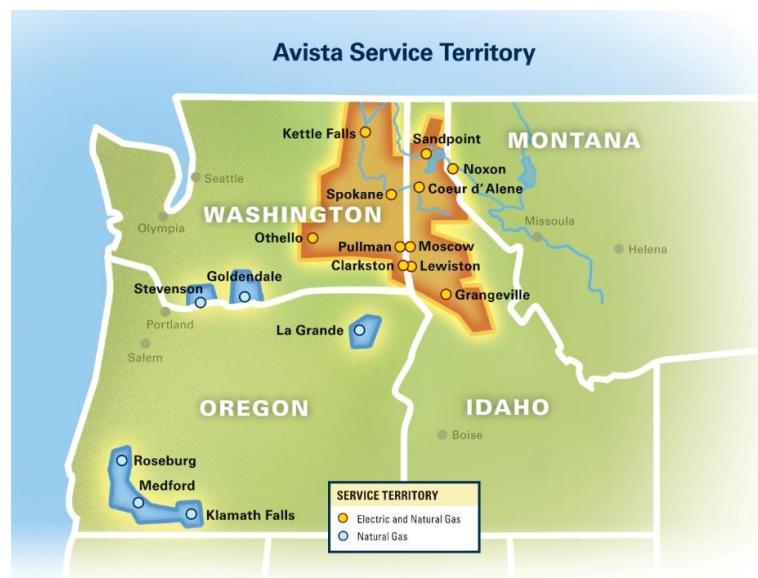 Avista Service Territory
Kettle Falls
Sandpoint
MONTANA
Noxon
Seattle
Spokane
Coeur d'Alene
WASHINGTON
Olympia
Missoula
Othello
Pullman
Moscow
Helena
Clarkston
Lewiston
Goldendale
Stevenson
Grangeville
Portland
La Grande
Salem
OREGON
IDAHO
Boise
Roseburg
Medford
Klamath Falls
SERVICE TERRITORY
Electric and Natural Gas
Natural Gas